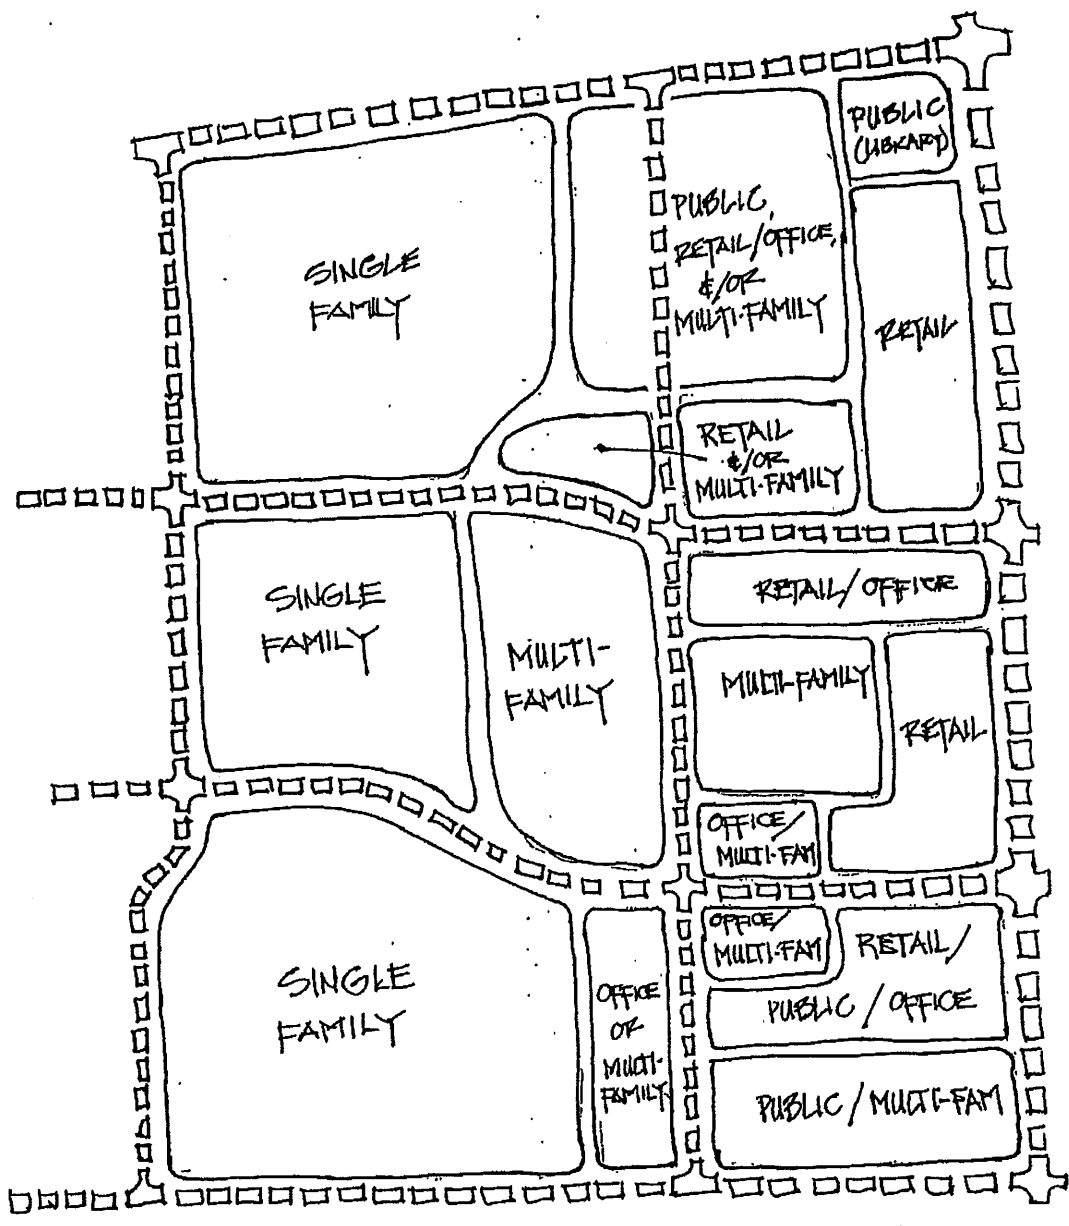 PUBLIC
(LIBRARY)
PUBLIC,
RETAIL/OFFICE,
&/OR
MULTI-FAMILY
SINGLE
FAMILY
RETAIL
RETAIL
&/OR
MULTI-FAMILY
SINGLE
FAMILY
RETAIL/OFFICE
MULTI-
FAMILY
MULTI-FAMILY
RETAIL
OFFICE/
MULTI-FAM
OFFICE/
MULTI-FAM
RETAIL/
PUBLIC/OFFICE
SINGLE
FAMILY
OFFICE
OR
MULTI-
FAMILY
PUBLIC/MULTI-FAM